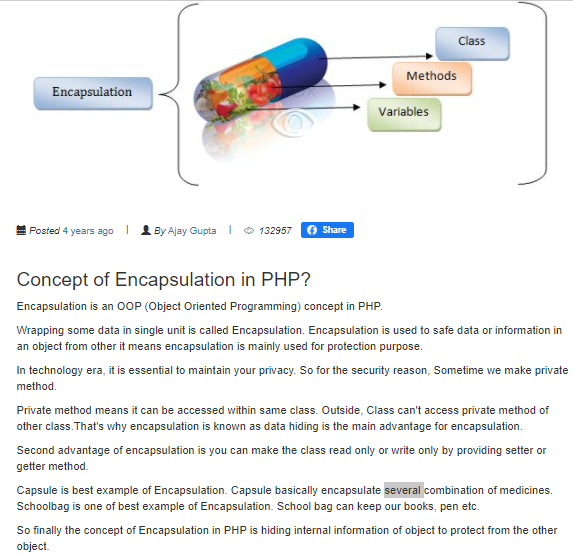 Class
Encapsulation
Methods
Variables
Posted 4 years ago | By Ajay Gupta | 132957 Share
Concept of Encapsulation in PHP?
Encapsulation is an OOP (Object Oriented Programming) concept in PHP.
Wrapping some data in single unit is called Encapsulation. Encapsulation is used to safe data or information in
an object from other it means encapsulation is mainly used for protection purpose.
In technology era, it is essential to maintain your privacy. So for the security reason, Sometime we make private
method.
Private method means it can be accessed within same class. Outside, Class can't access private method of
other class.That's why encapsulation is known as data hiding is the main advantage for encapsulation.
Second advantage of encapsulation is you can make the class read only or write only by providing setter or
getter method.
Capsule is best example of Encapsulation. Capsule basically encapsulate several combination of medicines.
Schoolbag is one of best example of Encapsulation. School bag can keep our books, pen etc.
So finally the concept of Encapsulation in PHP is hiding internal information of object to protect from the other
object.